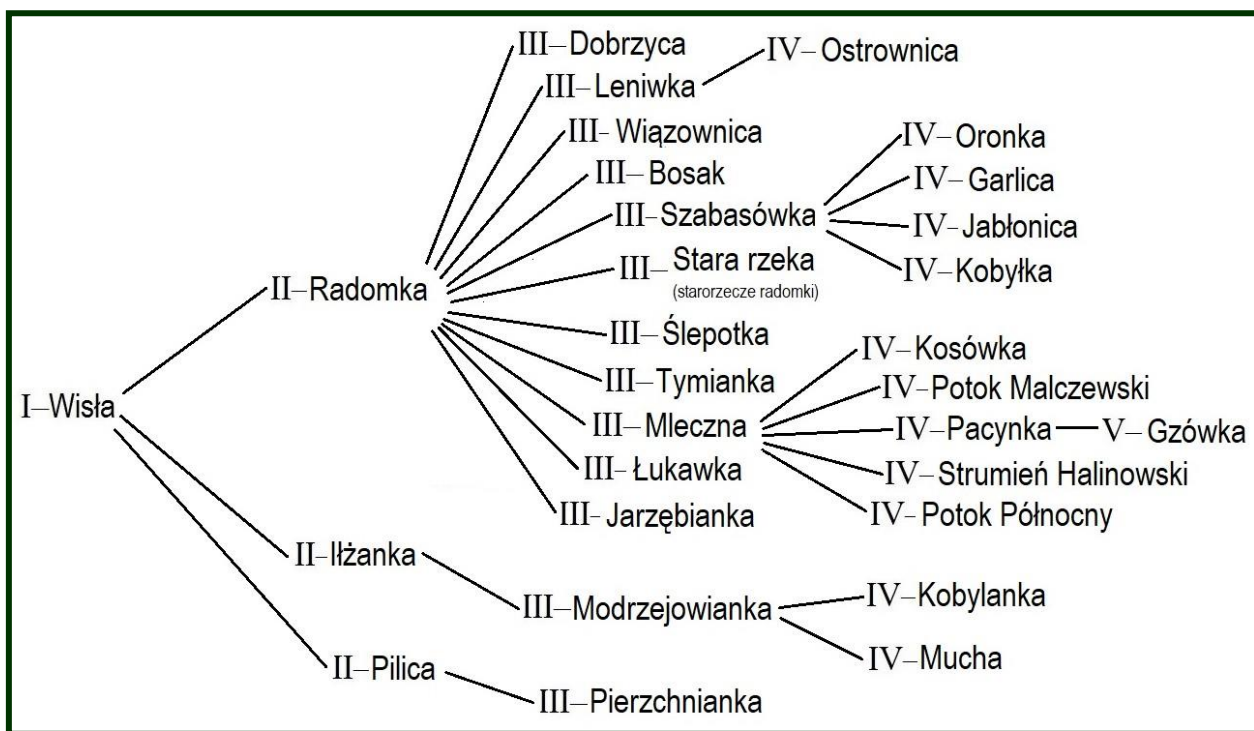 III–Dobrzyca
IV–Ostrownica
III–Leniwka
III-Wiązownica
IV–Oronka
III–Bosak
IV–Garlica
III–Szabasówka
IV-Jabłonica
III–Stara rzeka
(starorzecze radomki)
IV–Kobyłka
II–Radomka
III–Ślepotka
IV–Kosówka
III–Tymianka
IV–Potok Malczewski
I–Wisła
III–Mleczna
IV–Pacynka
V–Gzówka
III–Łukawka
IV–Strumień Halinowski
III-Jarzębianka
IV–Potok Północny
II–Iłżanka
III–Modrzejowianka
IV–Kobylanka
IV–Mucha
II–Pilica
III–Pierzchnianka